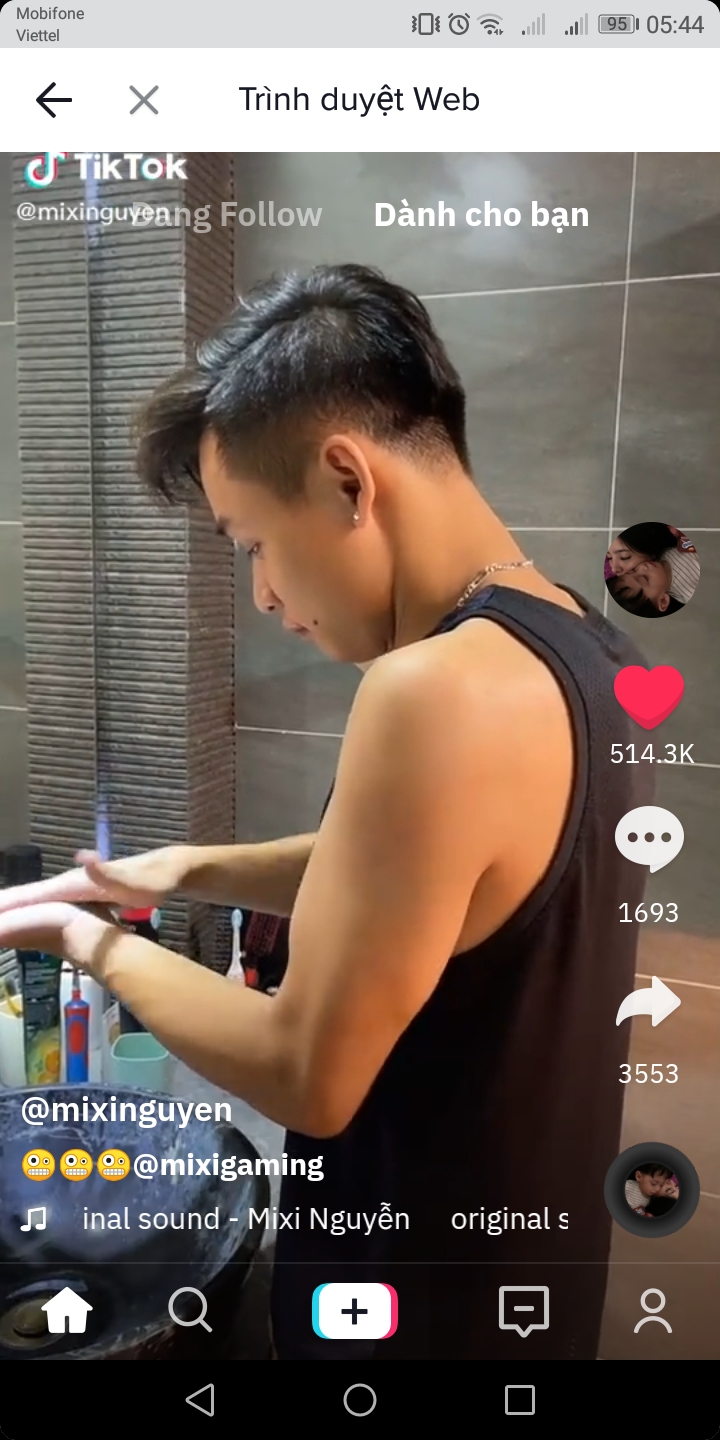 Mobifone
Viettel
95
05:44
Trình duyệt Web
TikTok
@mixinguyen
Đang Follow
Dành cho bạn
514.3K
1693
3553
@mixinguyen
@mixigaming
inal sound - Mixi Nguyễn original s